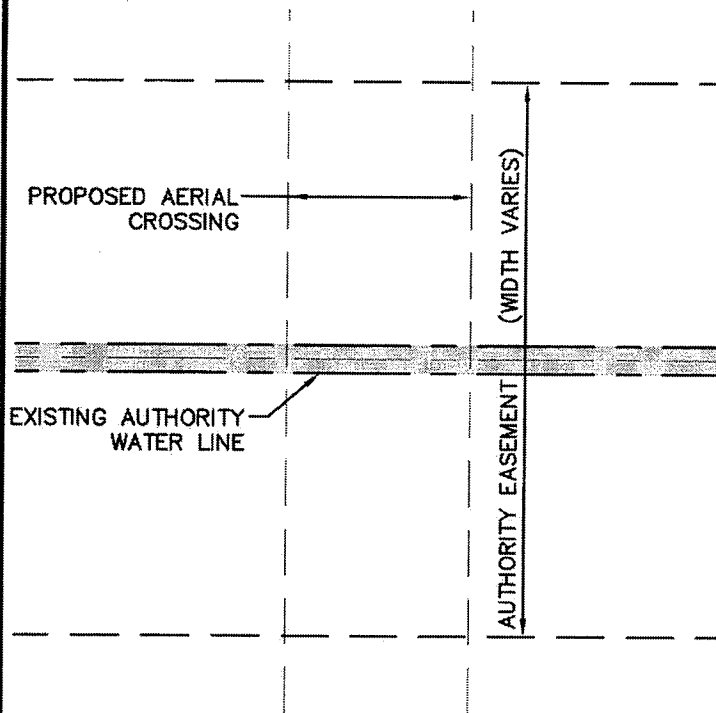 PROPOSED AERIAL
CROSSING
AUTHORITY EASEMENT (WIDTH VARIES)
EXISTING AUTHORITY
WATER LINE